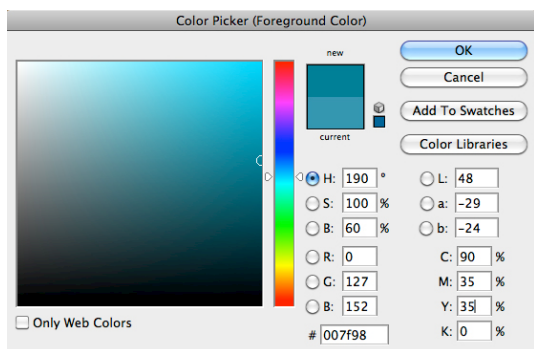 Color Picker (Foreground Color)
new
current
OK
Cancel
Add To Swatches
Color Libraries
H: 190 °
S: 100 %
B: 60 %
R: 0
G: 127
B: 152
# 007f98
L: 48
a: -29
b: -24
C: 90 %
M: 35 %
Y: 35 %
K: 0 %
Only Web Colors